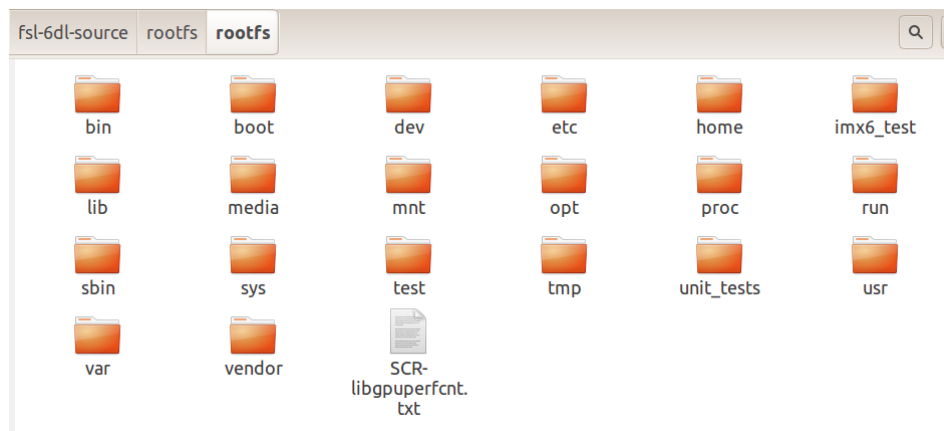 fsl-6dl-source rootfs rootfs
bin boot dev etc home imx6_test
lib media mnt opt proc run
sbin sys test tmp unit_tests usr
var vendor SCR-
libgpuperfcnt.
txt